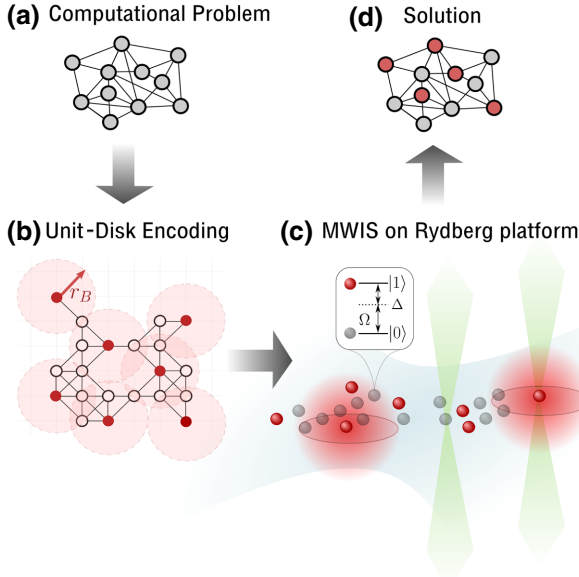 (a) Computational Problem
(d) Solution
(b) Unit-Disk Encoding
r_B
(c) MWIS on Rydberg platform
|1⟩
Δ
Ω
|0⟩